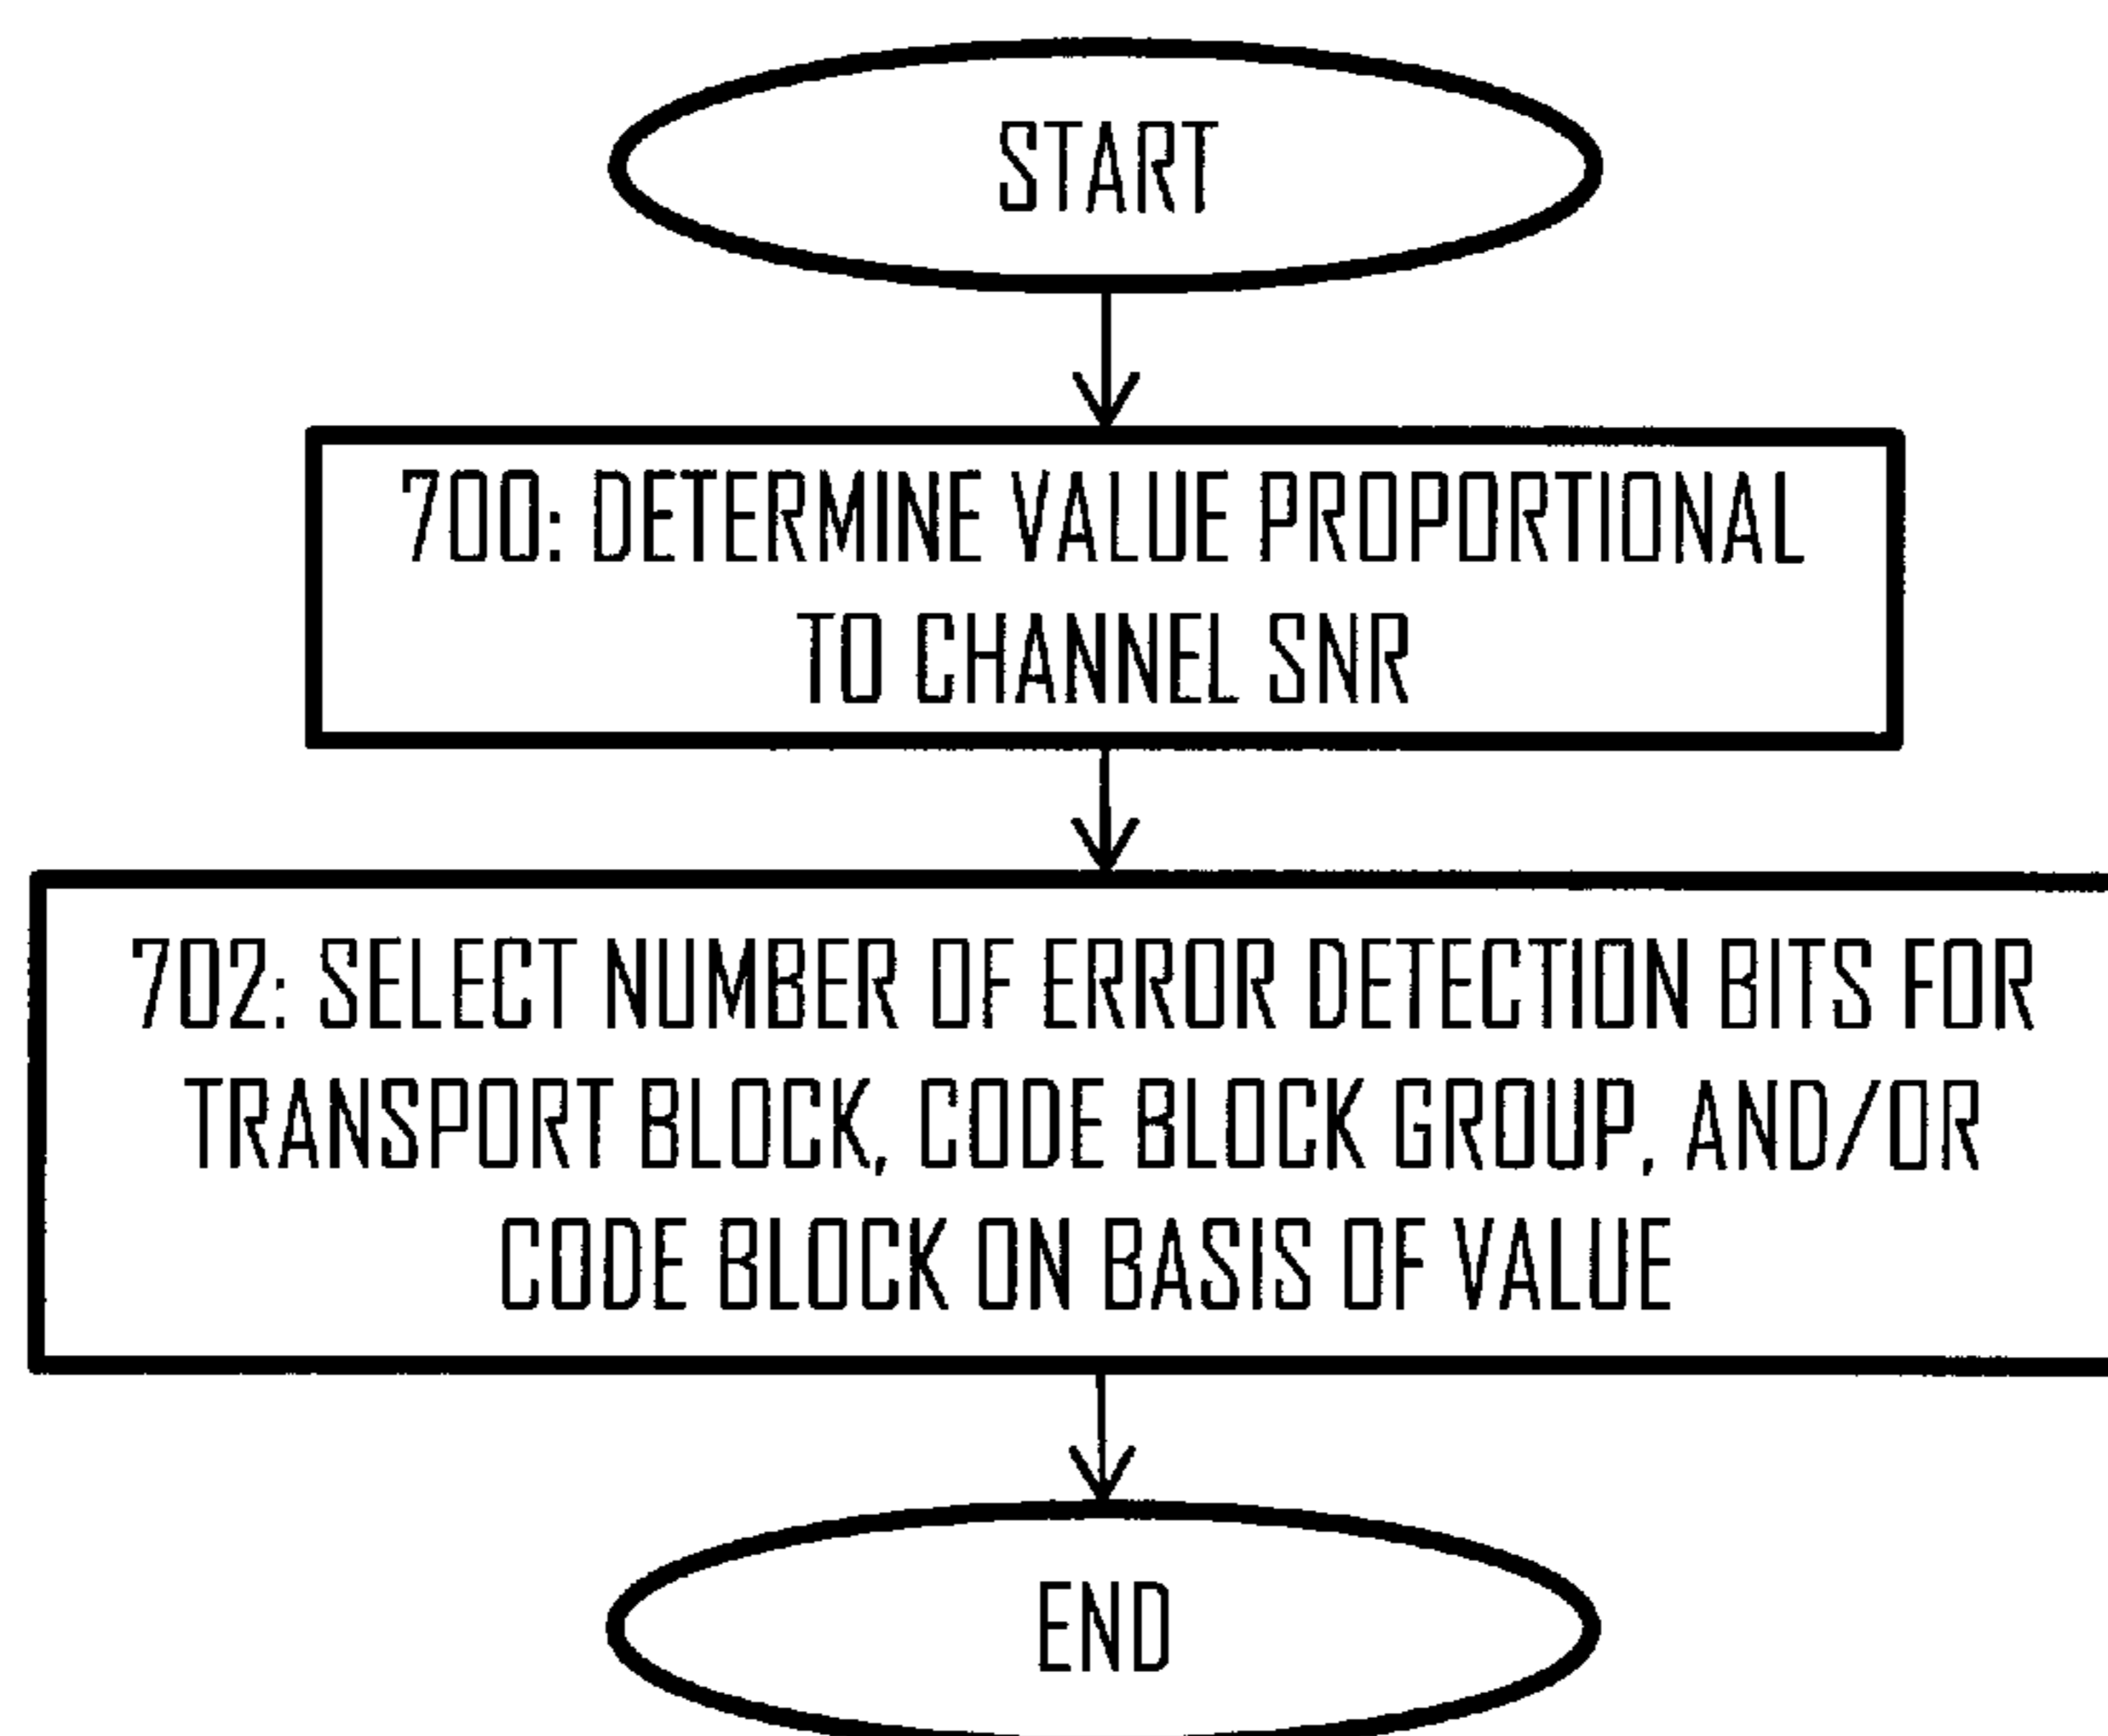 START
700: DETERMINE VALUE PROPORTIONAL
TO CHANNEL SNR
702: SELECT NUMBER OF ERROR DETECTION BITS FOR
TRANSPORT BLOCK, CODE BLOCK GROUP, AND/OR
CODE BLOCK ON BASIS OF VALUE
END